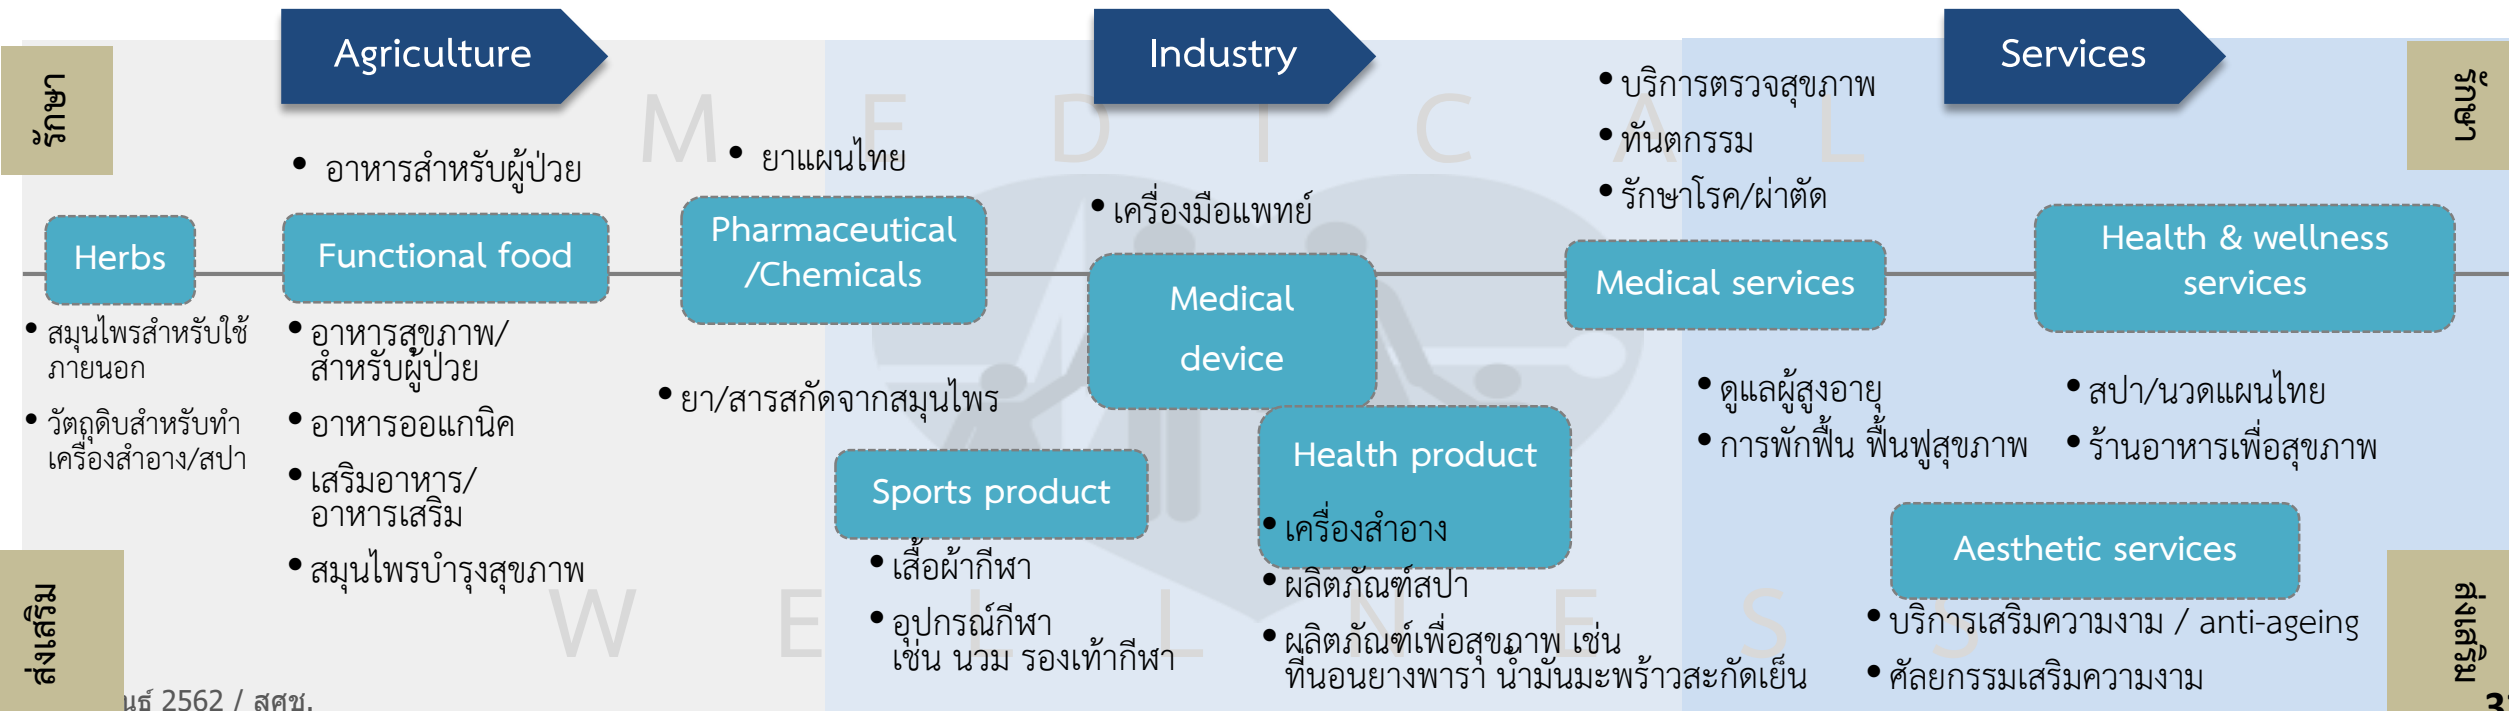 Agriculture
Industry
Services
รักษา
รักษา
MEDICAL
• อาหารสำหรับผู้ป่วย
• ยาแผนไทย
• เครื่องมือแพทย์
• บริการตรวจสุขภาพ
• ทันตกรรม
• รักษาโรค/ผ่าตัด
Herbs
Functional food
Pharmaceutical
/Chemicals
Medical
device
Medical services
Health & wellness
services
• สมุนไพรสำหรับใช้
ภายนอก
• วัตถุดิบสำหรับทำ
เครื่องสำอาง/สปา
• อาหารสุขภาพ/
สำหรับผู้ป่วย
• อาหารออแกนิค
• เสริมอาหาร/
อาหารเสริม
• สมุนไพรบำรุงสุขภาพ
• ยา/สารสกัดจากสมุนไพร
Sports product
• เสื้อผ้ากีฬา
• อุปกรณ์กีฬา
เช่น นวม รองเท้ากีฬา
Health product
• เครื่องสำอาง
• ผลิตภัณฑ์สปา
• ผลิตภัณฑ์เพื่อสุขภาพ เช่น
ที่นอนยางพารา น้ำมันมะพร้าวสะกัดเย็น
• ดูแลผู้สูงอายุ
• การพักฟื้น ฟื้นฟูสุขภาพ
• สปา/นวดแผนไทย
• ร้านอาหารเพื่อสุขภาพ
Aesthetic services
• บริการเสริมความงาม / anti-ageing
• ศัลยกรรมเสริมความงาม
WELLNESS
ส่งเสริม
ส่งเสริม
2562 / สศช.